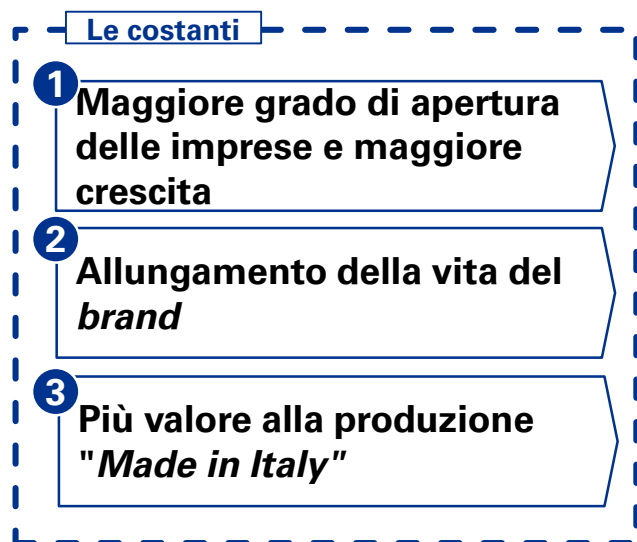 Le costanti
1
Maggiore grado di apertura
delle imprese e maggiore
crescita
2
Allungamento della vita del
brand
3
Più valore alla produzione
"Made in Italy"